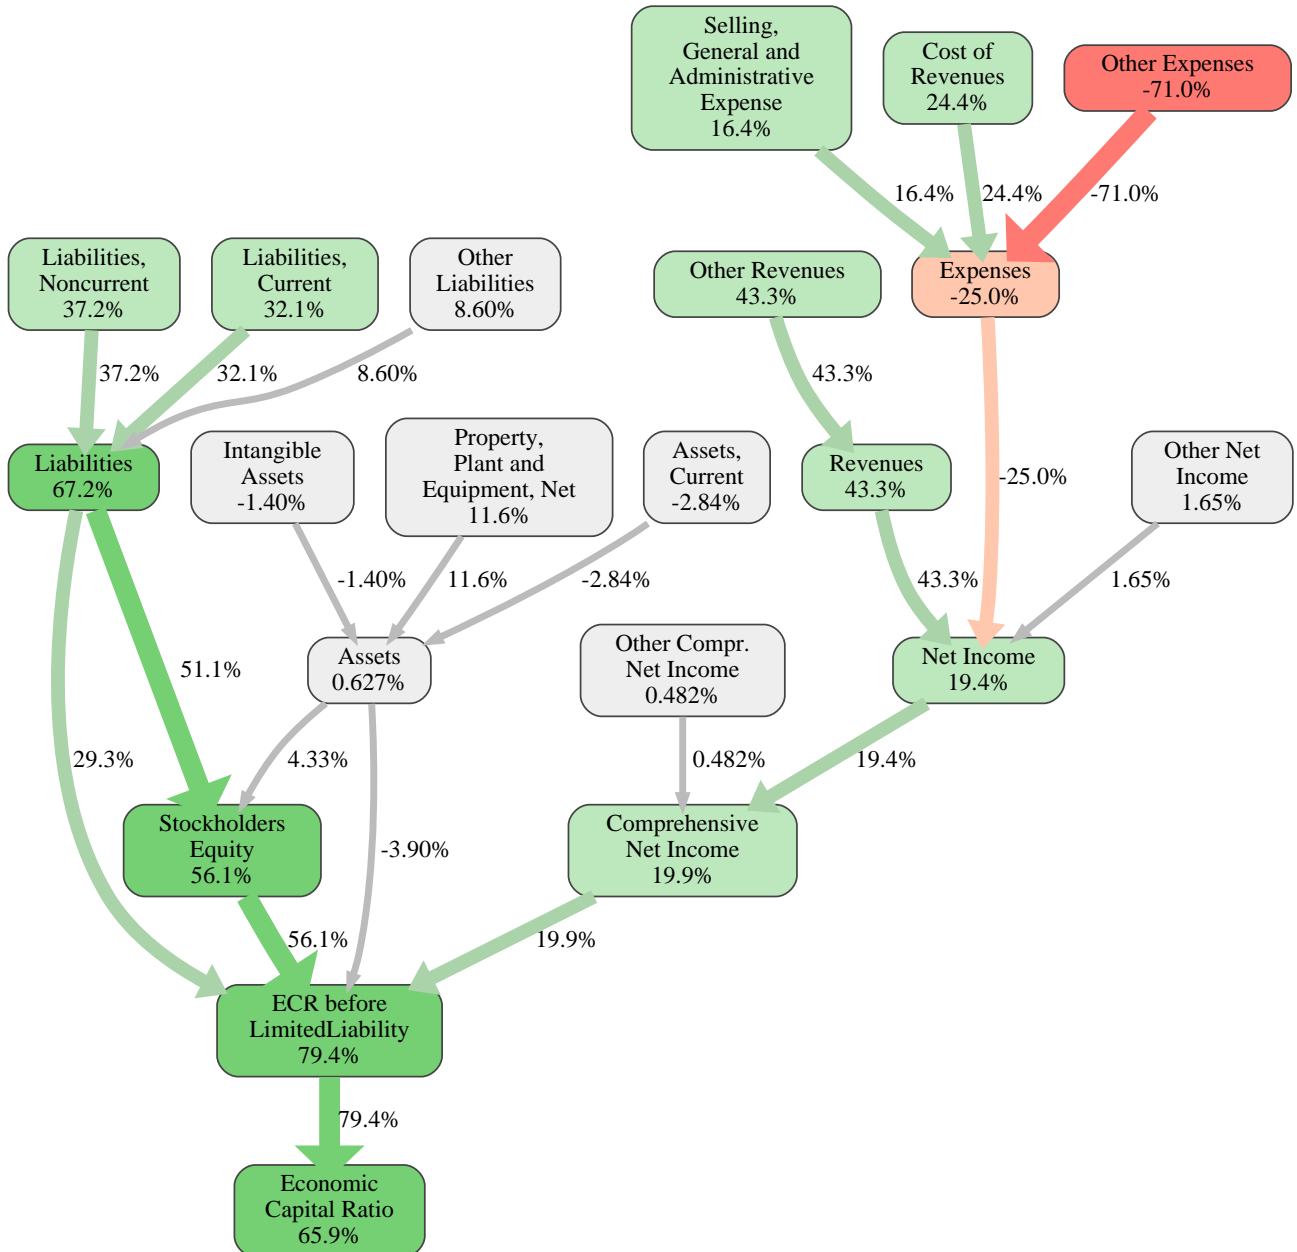 Selling,
General and
Administrative
Expense
16.4%
Cost of
Revenues
24.4%
Other Expenses
-71.0%
16.4%
24.4%
-71.0%
Liabilities,
Noncurrent
37.2%
Liabilities,
Current
32.1%
Other
Liabilities
8.60%
Other Revenues
43.3%
Expenses
-25.0%
37.2%
32.1%
8.60%
43.3%
Liabilities
67.2%
Intangible
Assets
-1.40%
Property,
Plant and
Equipment, Net
11.6%
Assets,
Current
-2.84%
Revenues
43.3%
-25.0%
Other Net
Income
1.65%
-1.40%
11.6%
-2.84%
43.3%
1.65%
51.1%
Assets
0.627%
Other Compr.
Net Income
0.482%
Net Income
19.4%
29.3%
4.33%
0.482%
19.4%
Stockholders
Equity
56.1%
-3.90%
Comprehensive
Net Income
19.9%
56.1%
19.9%
ECR before
LimitedLiability
79.4%
79.4%
Economic
Capital Ratio
65.9%